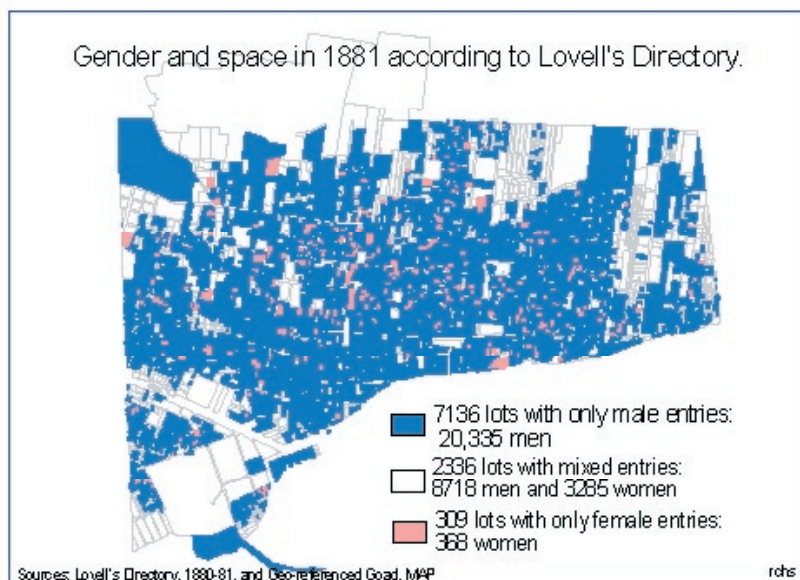 Gender and space in 1881 according to Lovell's Directory.
7136 lots with only male entries:
20,335 men
2336 lots with mixed entries:
8718 men and 3285 women
309 lots with only female entries:
368 women
Sources: Lovell's Directory, 1880-81, and Geo-referenced Goad, MAP
rchs